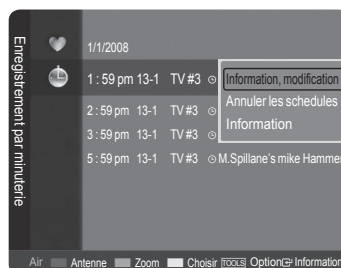 Enregistrement par minuterie
1/1/2008
1 : 59 pm 13-1 TV #3
Information, modification
2 : 59 pm 13-1 TV #3
Annuler les schedules
Information
3 : 59 pm 13-1 TV #3
5 : 59 pm 13-1 TV #3 M.Spillane's mike Hammer
Air Antenne Zoom Choisir TOOLS Option Information